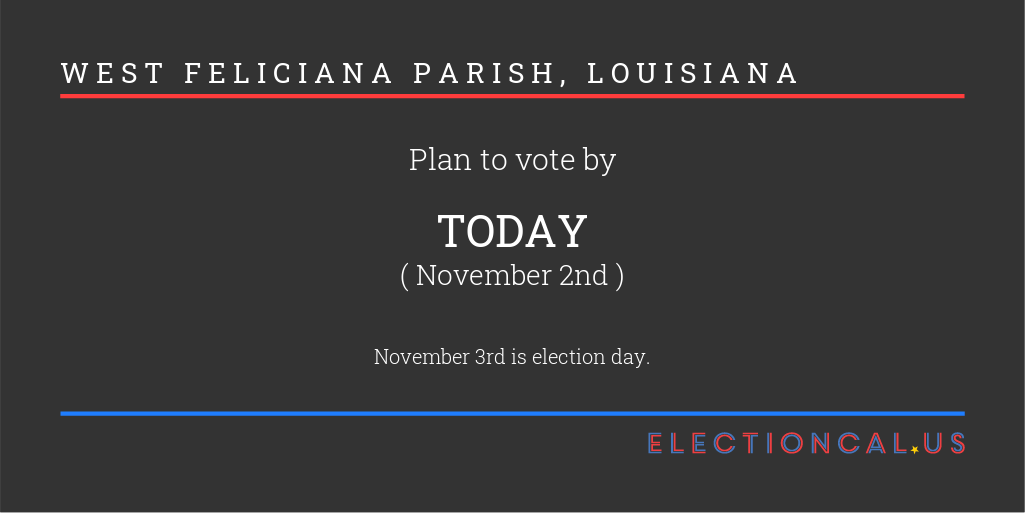 WEST FELICIANA PARISH, LOUISIANA
Plan to vote by
TODAY
( November 2nd )
November 3rd is election day.
ELECTIONCAL.US